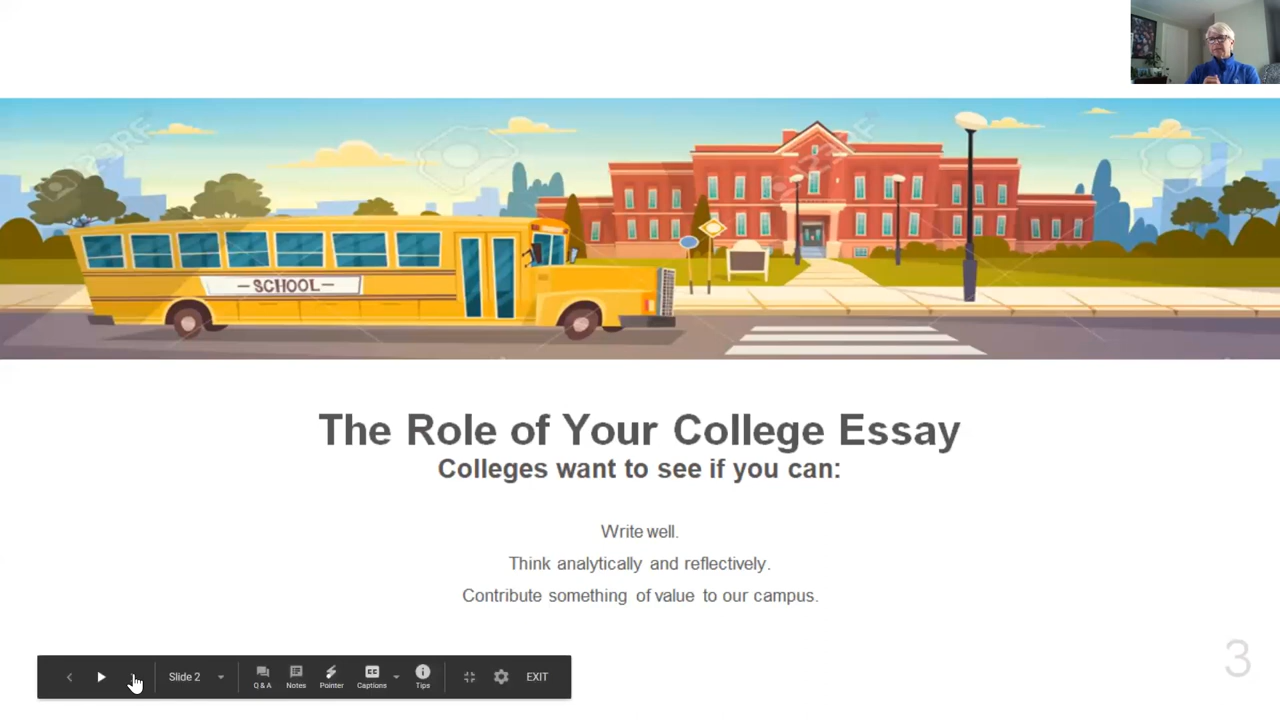 SCHOOL
The Role of Your College Essay
Colleges want to see if you can:
Write well.
Think analytically and reflectively.
Contribute something of value to our campus.
3
Slide 2
Q & A
Notes
Pointer
CC
Captions
Tips
EXIT